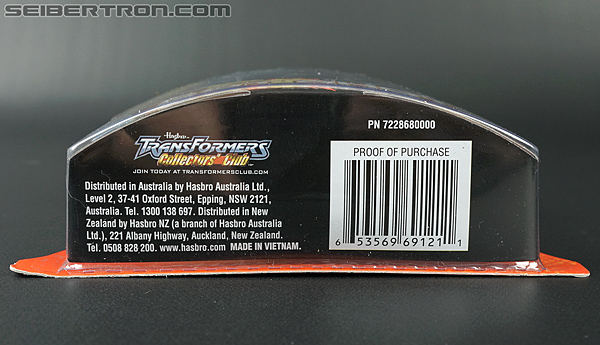 SEIBERTRON.COM
PN 7228680000
Hasbro
TRANSFORMERS
Collectors' Club
JOIN TODAY AT TRANSFORMERSCLUB.COM
PROOF OF PURCHASE
Distributed in Australia by Hasbro Australia Ltd.,
Level 2, 37-41 Oxford Street, Epping, NSW 2121,
Australia. Tel. 1300 138 697. Distributed in New
Zealand by Hasbro NZ (a branch of Hasbro Australia
Ltd.), 221 Albany Highway, Auckland, New Zealand.
Tel. 0508 828 200. www.hasbro.com MADE IN VIETNAM.
6 53569 69121 1